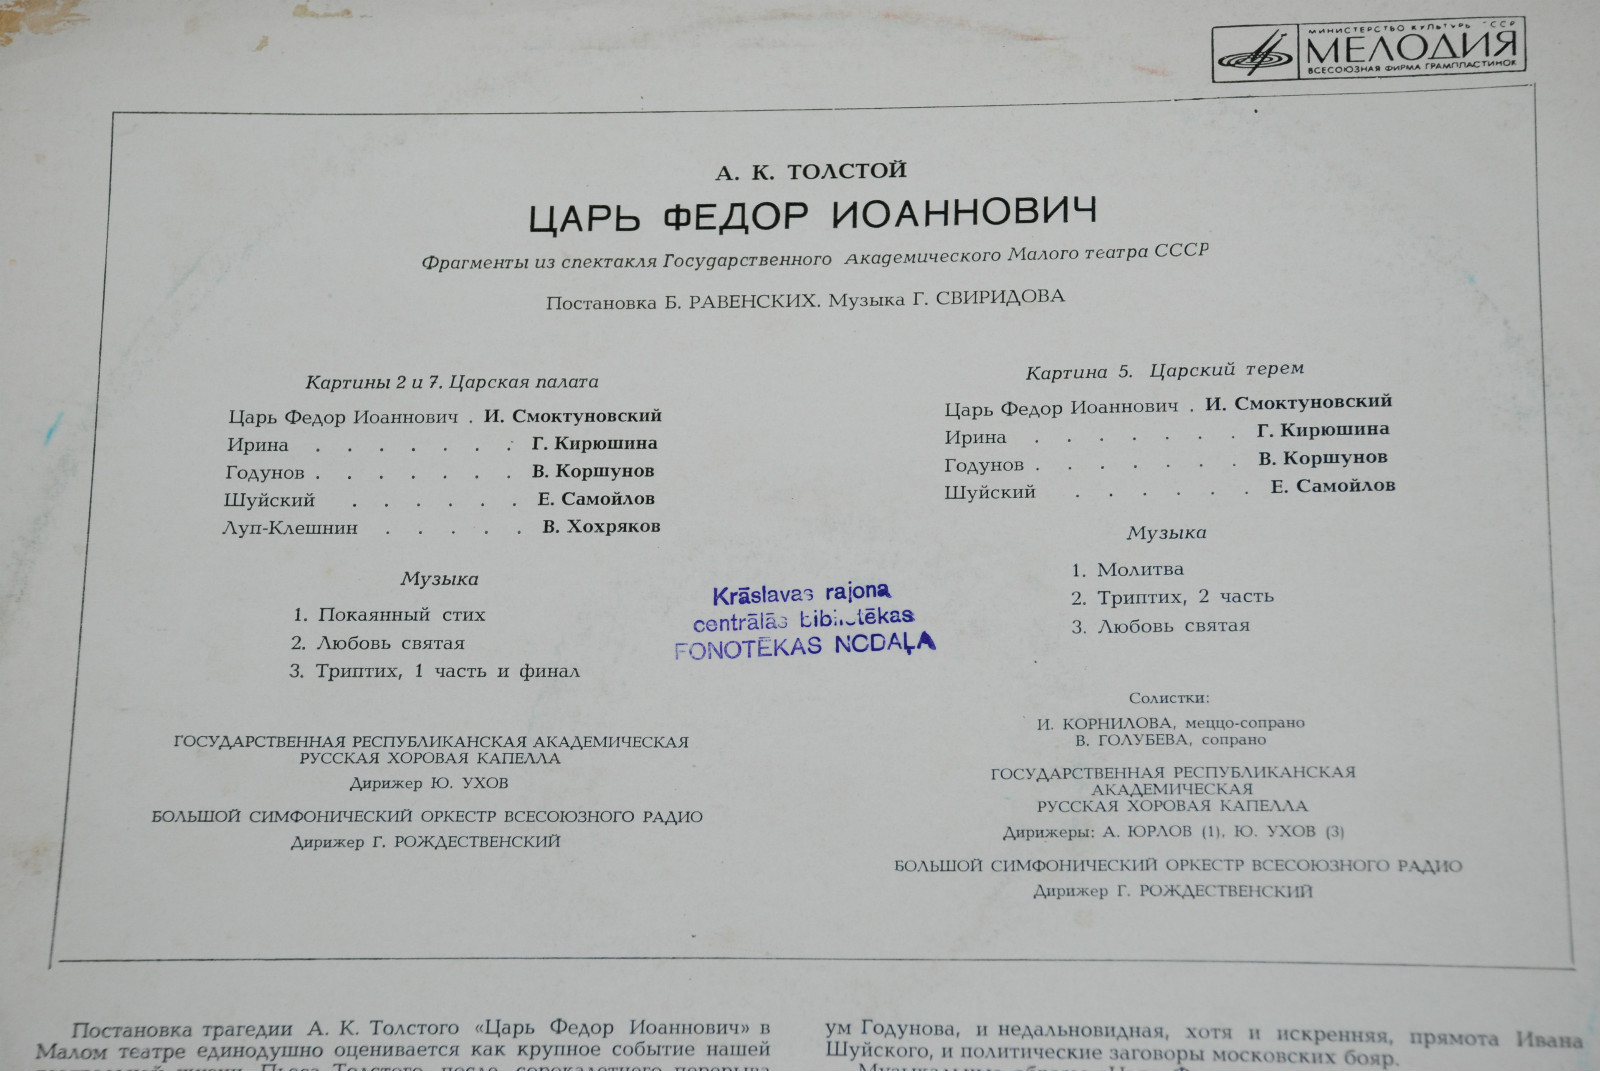 МИНИСТЕРСТВО КУЛЬТУРЫ СССР
МЕЛОДИЯ
ВСЕСОЮЗНАЯ ФИРМА ГРАМПЛАСТИНОК
А. К. ТОЛСТОЙ
ЦАРЬ ФЕДОР ИОАННОВИЧ
Фрагменты из спектакля Государственного Академического Малого театра СССР
Постановка Б. РАВЕНСКИХ. Музыка Г. СВИРИДОВА
Картины 2 и 7. Царская палата
Царь Федор Иоаннович . И. Смоктуновский
Ирина . . . . . . . Г. Кирюшина
Годунов . . . . . . . В. Коршунов
Шуйский . . . . . . Е. Самойлов
Луп-Клешнин . . . . . В. Хохряков
Музыка
1. Покаянный стих
2. Любовь святая
3. Триптих, 1 часть и финал
ГОСУДАРСТВЕННАЯ РЕСПУБЛИКАНСКАЯ АКАДЕМИЧЕСКАЯ
РУССКАЯ ХОРОВАЯ КАПЕЛЛА
Дирижер Ю. УХОВ
БОЛЬШОЙ СИМФОНИЧЕСКИЙ ОРКЕСТР ВСЕСОЮЗНОГО РАДИО
Дирижер Г. РОЖДЕСТВЕНСКИЙ
Krāslavas rajona
centrālās bibliotēkas
FONOTĒKAS NODAĻA
Картина 5. Царский терем
Царь Федор Иоаннович . И. Смоктуновский
Ирина . . . . . . . Г. Кирюшина
Годунов . . . . . . . В. Коршунов
Шуйский . . . . . . Е. Самойлов
Музыка
1. Молитва
2. Триптих, 2 часть
3. Любовь святая
Солистки:
И. КОРНИЛОВА, меццо-сопрано
В. ГОЛУБЕВА, сопрано
ГОСУДАРСТВЕННАЯ РЕСПУБЛИКАНСКАЯ
АКАДЕМИЧЕСКАЯ
РУССКАЯ ХОРОВАЯ КАПЕЛЛА
Дирижеры: А. ЮРЛОВ (1), Ю. УХОВ (3)
БОЛЬШОЙ СИМФОНИЧЕСКИЙ ОРКЕСТР ВСЕСОЮЗНОГО РАДИО
Дирижер Г. РОЖДЕСТВЕНСКИЙ
Постановка трагедии А. К. Толстого «Царь Федор Иоаннович» в
Малом театре единодушно оценивается как крупное событие нашей
Пьеса Толстого, после сорокалетнего перерыва
ум Годунова, и недальновидная, хотя и искренняя, прямота Ивана
Шуйского, и политические заговоры московских бояр.